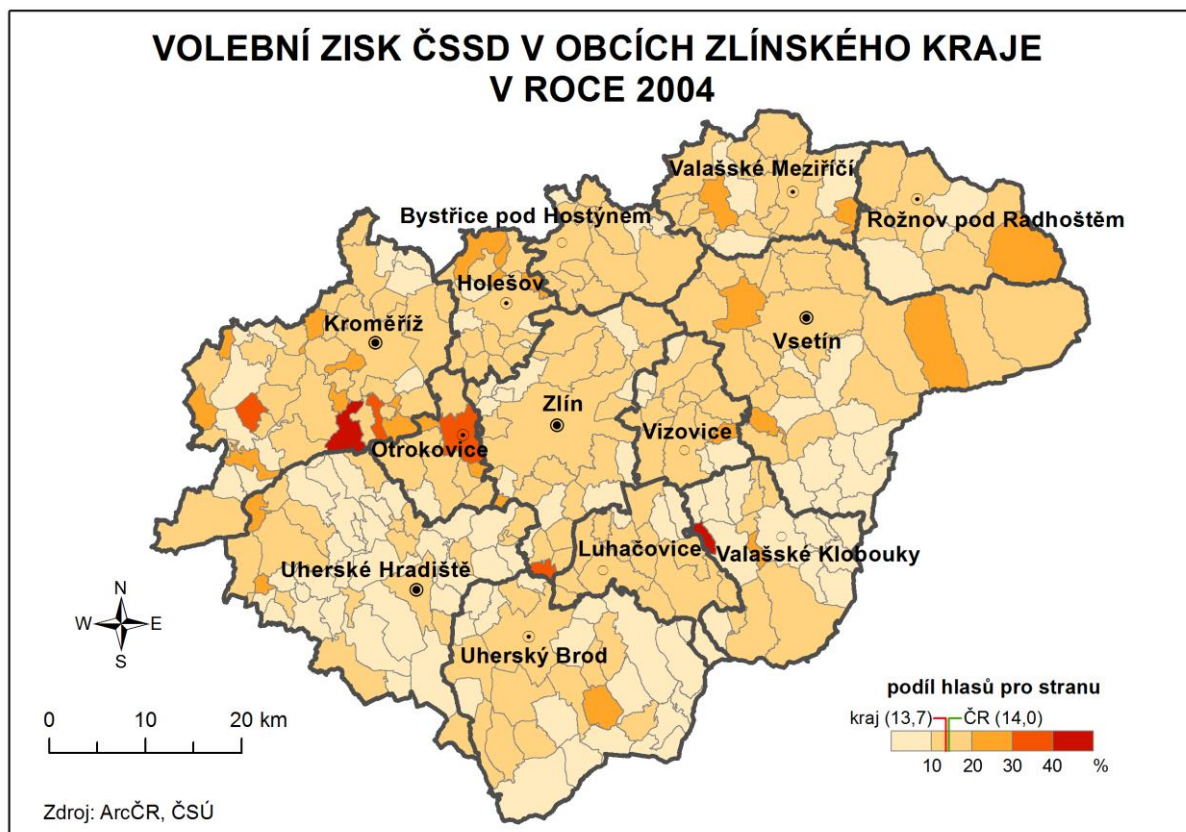 VOLEBNÍ ZISK ČSSD V OBCÍCH ZLÍNSKÉHO KRAJE
V ROCE 2004
Valašské Meziříčí
Rožnov pod Radhoštěm
Bystřice pod Hostýnem
Holešov
Kroměříž
Vsetín
Zlín
Vizovice
Otrokovice
Luhačovice
Valašské Klobouky
Uherské Hradiště
Uherský Brod
N
W E
S
0 10 20 km
podíl hlasů pro stranu
kraj (13,7) ČR (14,0)
10 20 30 40 %
Zdroj: ArcČR, ČSÚ